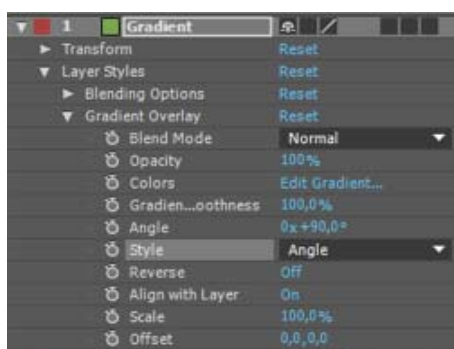 1 Gradient
Transform Reset
Layer Styles Reset
Blending Options Reset
Gradient Overlay Reset
Blend Mode Normal
Opacity 100%
Colors Edit Gradient...
Gradien...oothness 100,0%
Angle 0x +90,0°
Style Angle
Reverse Off
Align with Layer On
Scale 100,0%
Offset 0,0,0,0